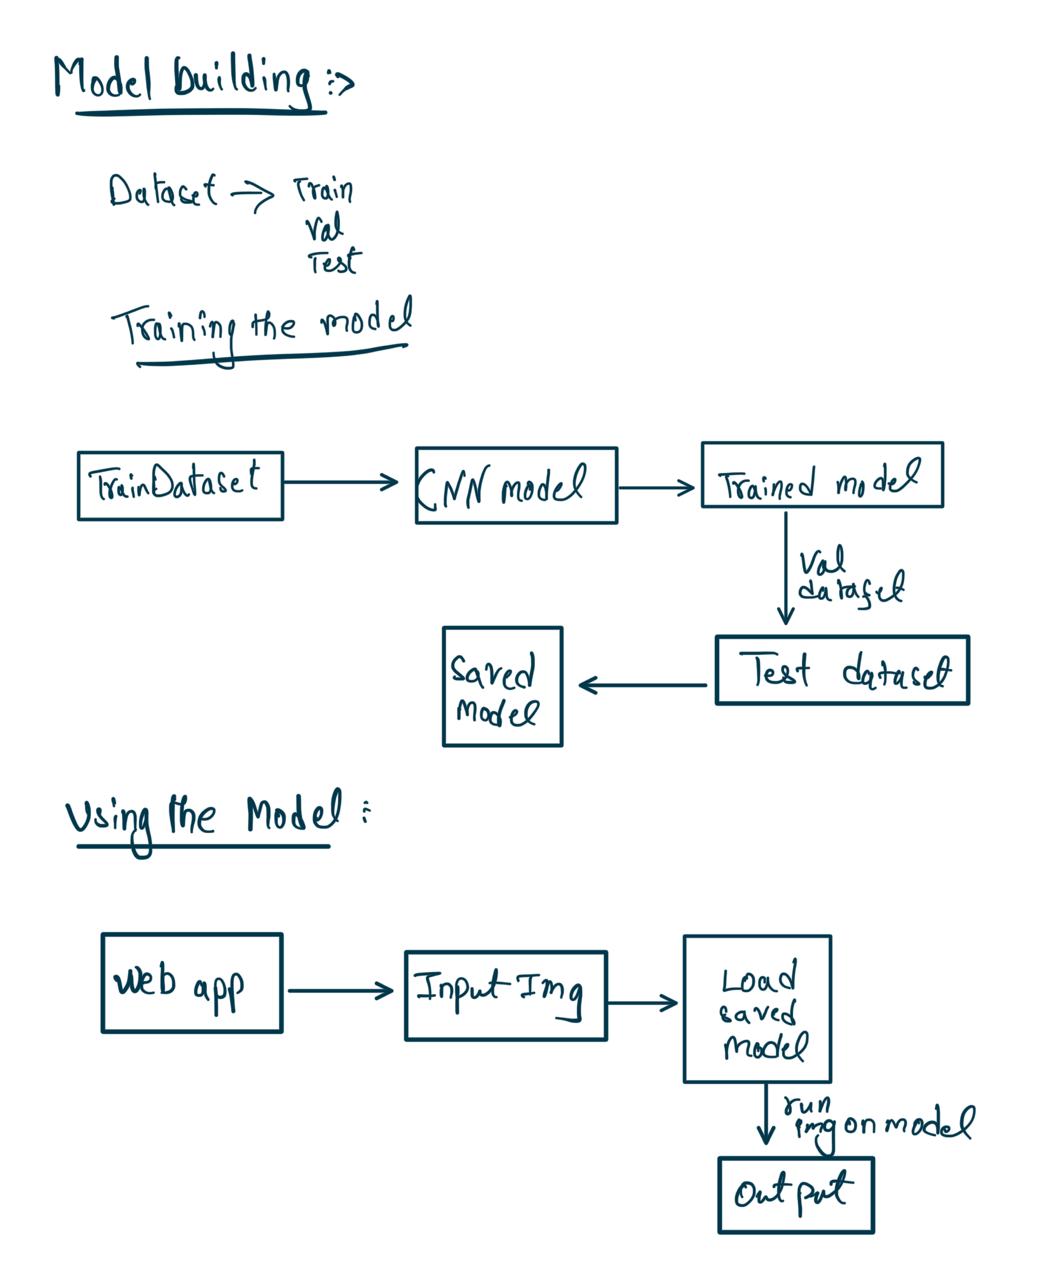 Model building :->
Dataset → Train
Val
Test
Training the model
TrainDataset
CNN model
Trained model
Val
dataset
Test dataset
Saved
Model
Using the Model :
Web app
Input Img
Load
saved
model
run
img on model
Output